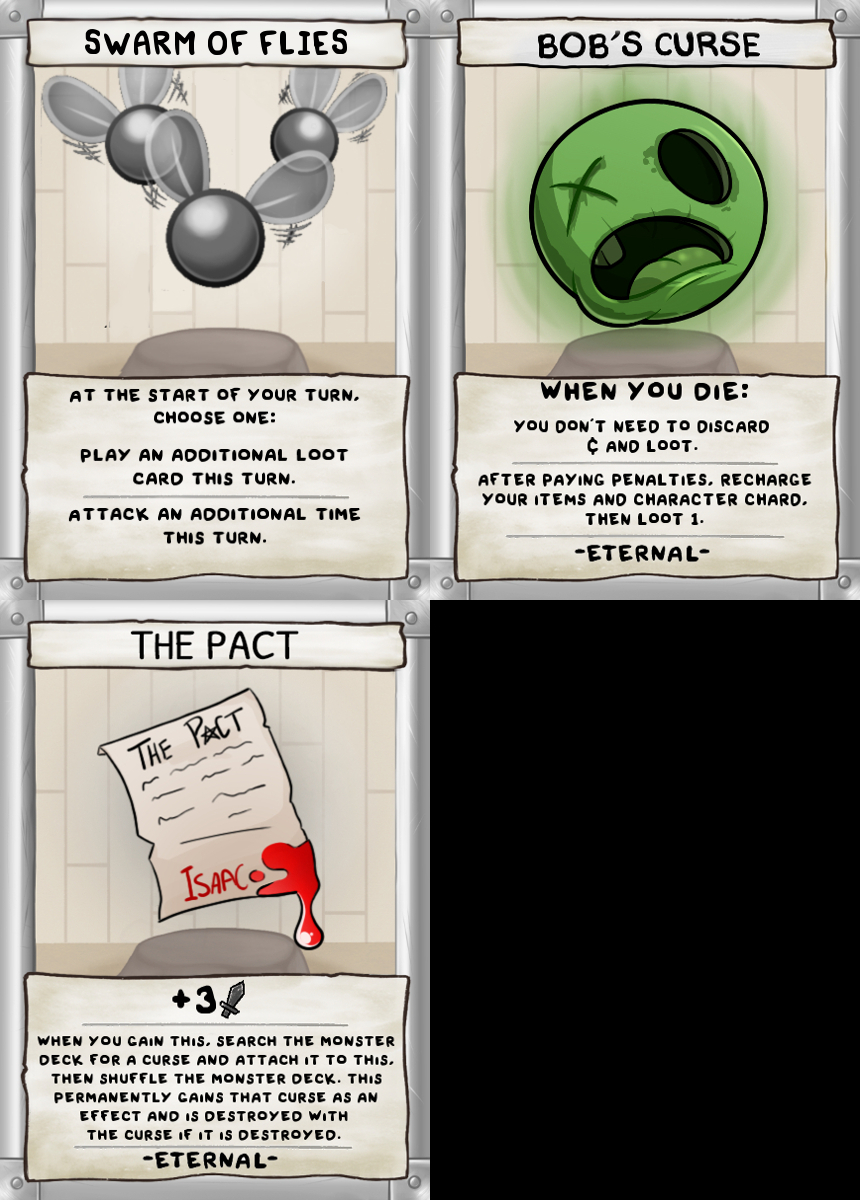 SWARM OF FLIES
AT THE START OF YOUR TURN,
CHOOSE ONE:
PLAY AN ADDITIONAL LOOT
CARD THIS TURN.
ATTACK AN ADDITIONAL TIME
THIS TURN.
BOB'S CURSE
WHEN YOU DIE:
YOU DON'T NEED TO DISCARD
₵ AND LOOT.
AFTER PAYING PENALTIES, RECHARGE
YOUR ITEMS AND CHARACTER CHARD,
THEN LOOT 1.
-ETERNAL-
THE PACT
THE PACT
ISAAC
+3
WHEN YOU GAIN THIS, SEARCH THE MONSTER
DECK FOR A CURSE AND ATTACH IT TO THIS,
THEN SHUFFLE THE MONSTER DECK. THIS
PERMANENTLY GAINS THAT CURSE AS AN
EFFECT AND IS DESTROYED WITH
THE CURSE IF IT IS DESTROYED.
-ETERNAL-